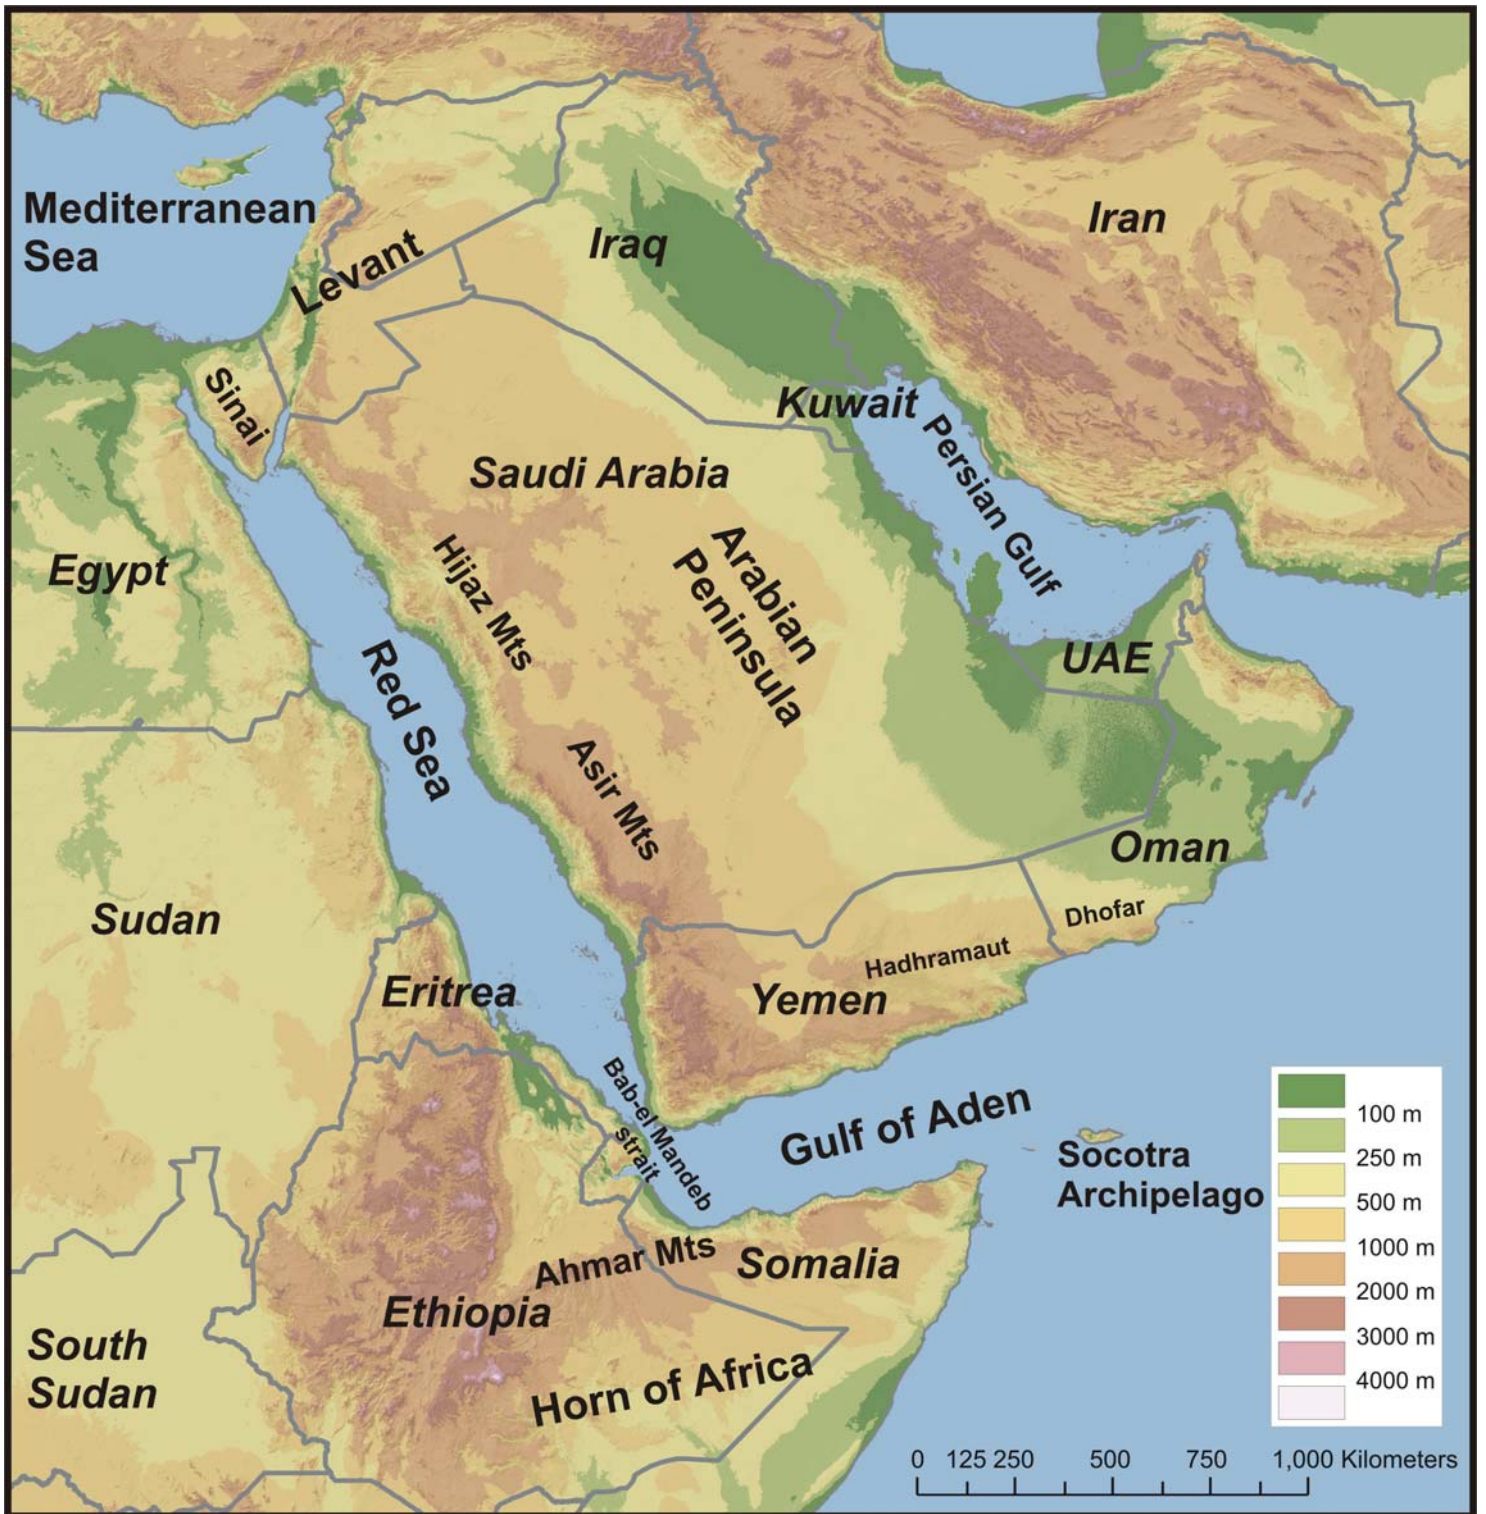 Mediterranean
Sea
Levant
Iraq
Iran
Sinai
Kuwait
Persian Gulf
Saudi Arabia
Egypt
Hijaz Mts
Arabian
Peninsula
Red Sea
UAE
Asir Mts
Oman
Sudan
Dhofar
Hadhramaut
Eritrea
Yemen
Bab-el Mandeb
strait
Gulf of Aden
Socotra
Archipelago
Ahmar Mts
Somalia
Ethiopia
South
Sudan
Horn of Africa
100 m
250 m
500 m
1000 m
2000 m
3000 m
4000 m
0 125 250 500 750 1,000 Kilometers